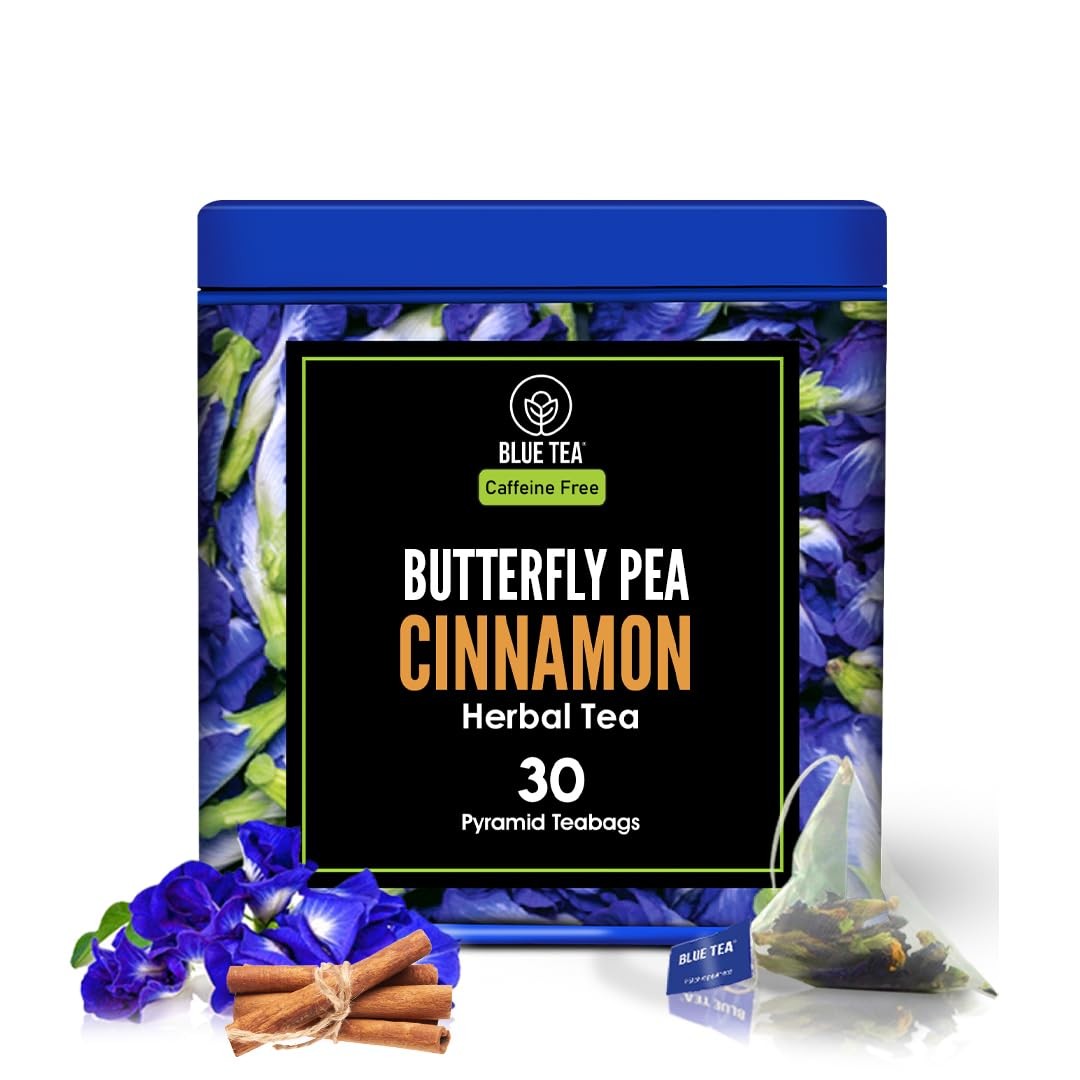 BLUE TEA®
Caffeine Free
BUTTERFLY PEA
CINNAMON
Herbal Tea
30
Pyramid Teabags
BLUE TEA®